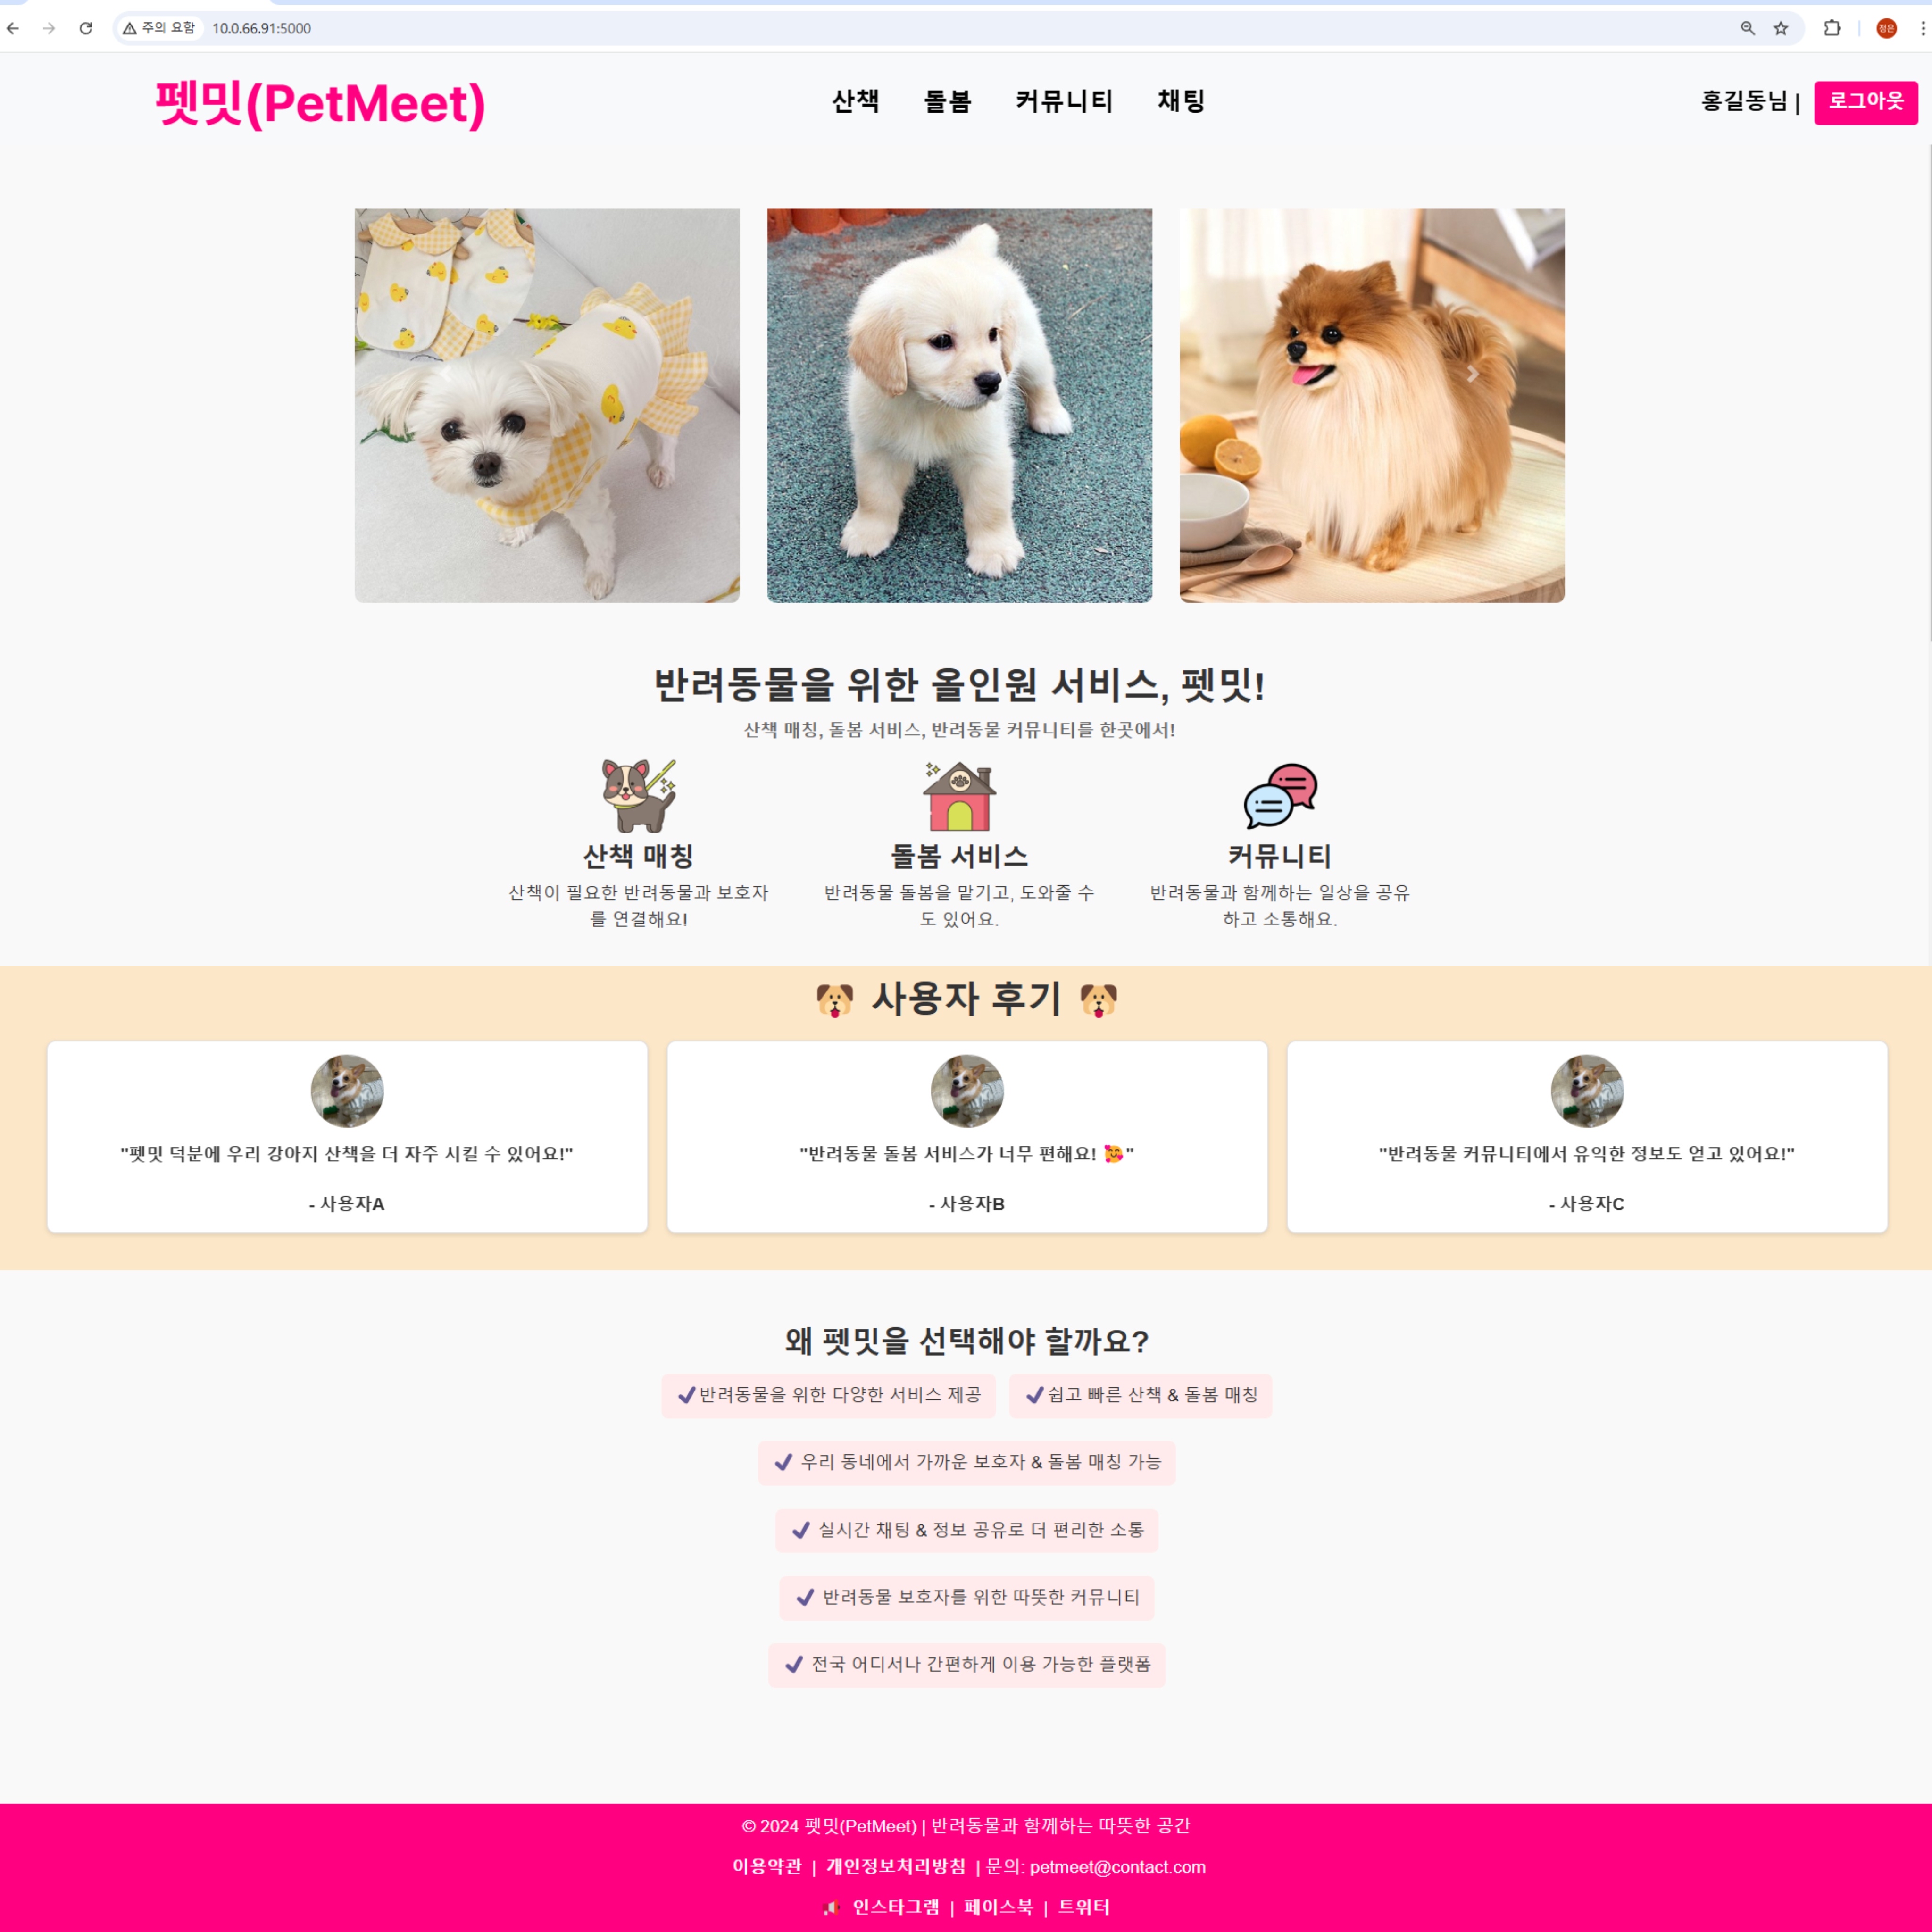 주의 요함 10.0.66.91:5000 정은
펫밋(PetMeet) 산책 돌봄 커뮤니티 채팅 홍길동님 | 로그아웃
반려동물을 위한 올인원 서비스, 펫밋!
산책 매칭, 돌봄 서비스, 반려동물 커뮤니티를 한곳에서!
산책 매칭
산책이 필요한 반려동물과 보호자
를 연결해요!
돌봄 서비스
반려동물 돌봄을 맡기고, 도와줄 수
도 있어요.
커뮤니티
반려동물과 함께하는 일상을 공유
하고 소통해요.
🐶 사용자 후기 🐶
"펫밋 덕분에 우리 강아지 산책을 더 자주 시킬 수 있어요!"
- 사용자A
"반려동물 돌봄 서비스가 너무 편해요! 🥰"
- 사용자B
"반려동물 커뮤니티에서 유익한 정보도 얻고 있어요!"
- 사용자C
왜 펫밋을 선택해야 할까요?
✔반려동물을 위한 다양한 서비스 제공 ✔쉽고 빠른 산책 & 돌봄 매칭
✔ 우리 동네에서 가까운 보호자 & 돌봄 매칭 가능
✔ 실시간 채팅 & 정보 공유로 더 편리한 소통
✔ 반려동물 보호자를 위한 따뜻한 커뮤니티
✔ 전국 어디서나 간편하게 이용 가능한 플랫폼
© 2024 펫밋(PetMeet) | 반려동물과 함께하는 따뜻한 공간
이용약관 | 개인정보처리방침 | 문의: petmeet@contact.com
📢 인스타그램 | 페이스북 | 트위터